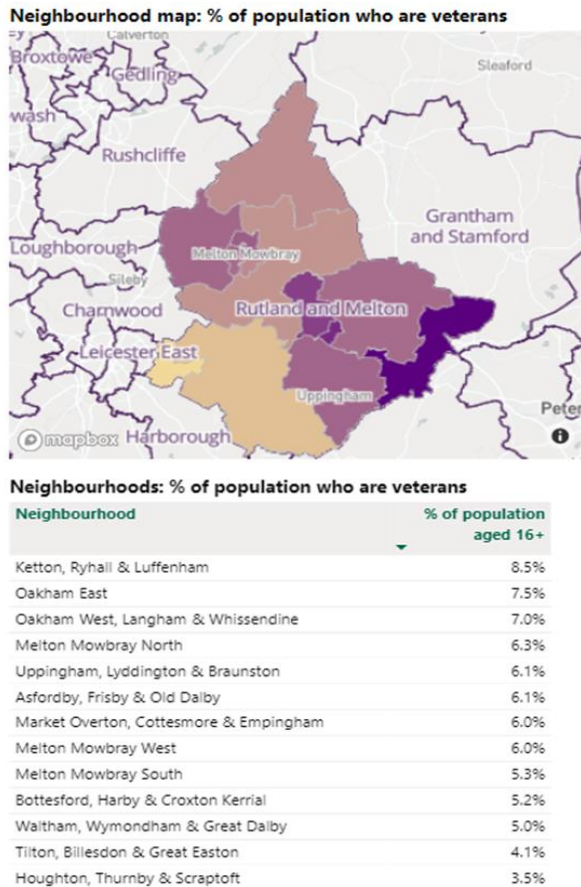 Neighbourhood map: % of population who are veterans
Calverton
Broxtowe
Gedling
Sleaford
wash
Rushcliffe
Grantham
and Stamford
Loughborough
Melton Mowbray
Sileby
Charnwood
Rutland and Melton
Leicester East
Uppingham
Peter
mapbox
Harborough
Neighbourhoods: % of population who are veterans
Neighbourhood % of population
aged 16+
Ketton, Ryhall & Luffenham 8.5%
Oakham East 7.5%
Oakham West, Langham & Whissendine 7.0%
Melton Mowbray North 6.3%
Uppingham, Lyddington & Braunston 6.1%
Asfordby, Frisby & Old Dalby 6.1%
Market Overton, Cottesmore & Empingham 6.0%
Melton Mowbray West 6.0%
Melton Mowbray South 5.3%
Bottesford, Harby & Croxton Kerrial 5.2%
Waltham, Wymondham & Great Dalby 5.0%
Tilton, Billesdon & Great Easton 4.1%
Houghton, Thurnby & Scraptoft 3.5%